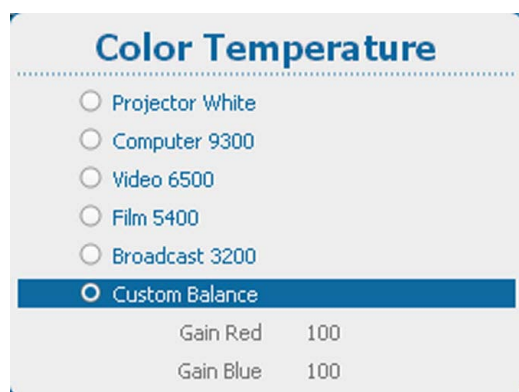 Color Temperature
Projector White
Computer 9300
Video 6500
Film 5400
Broadcast 3200
Custom Balance
Gain Red 100
Gain Blue 100